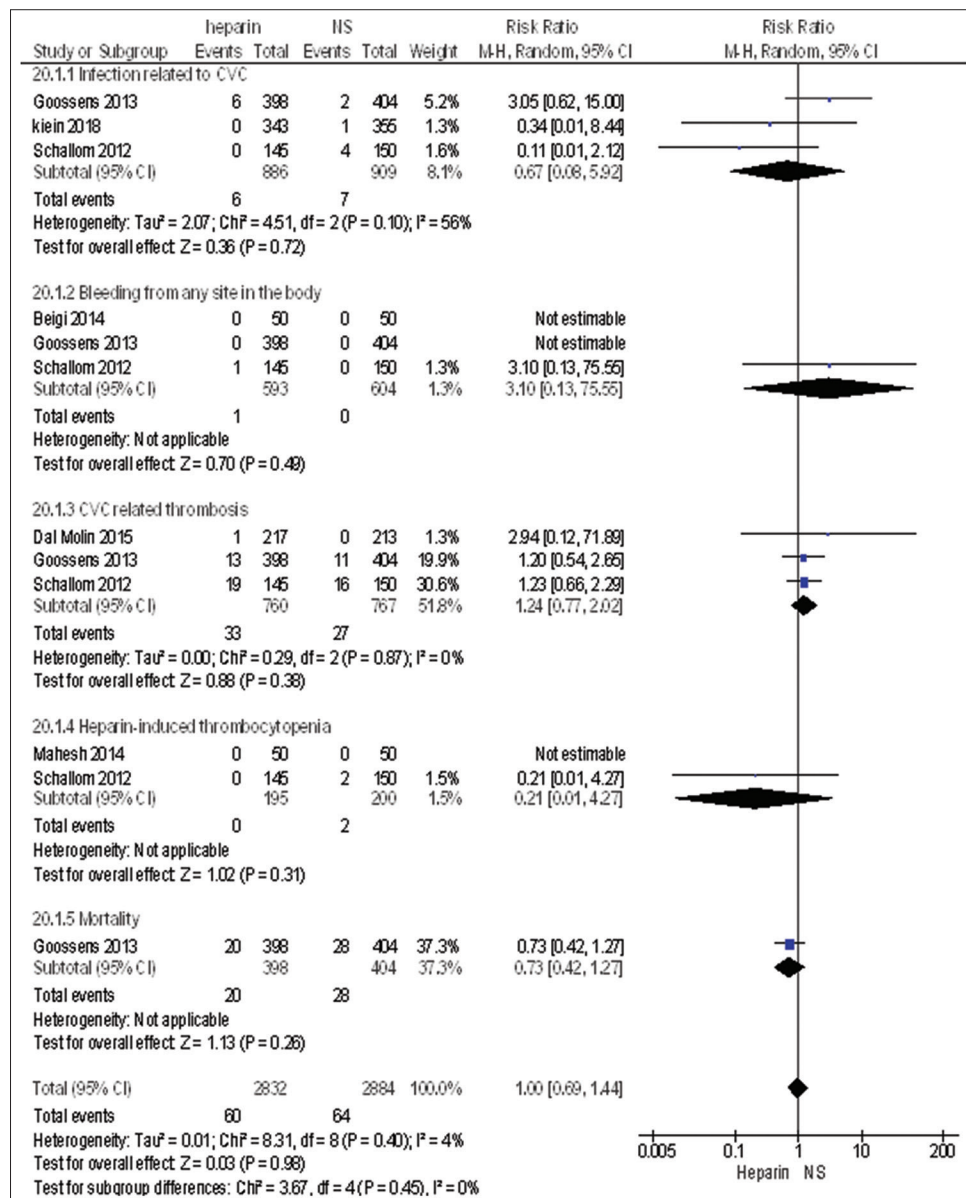 heparin NS Risk Ratio Risk Ratio
Study or Subgroup Events Total Events Total Weight M-H, Random, 95% CI M-H, Random, 95% CI
20.1.1 Infection related to CVC
Goossens 2013 6 398 2 404 5.2% 3.05 [0.62, 15.00]
kiein 2018 0 343 1 355 1.3% 0.34 [0.01, 8.44]
Schallom 2012 0 145 4 150 1.6% 0.11 [0.01, 2.12]
Subtotal (95% CI) 886 909 8.1% 0.67 [0.08, 5.92]
Total events 6 7
Heterogeneity: Tau² = 2.07; Chi² = 4.51, df = 2 (P = 0.10); I² = 56%
Test for overall effect: Z = 0.36 (P = 0.72)
20.1.2 Bleeding from any site in the body
Beigi 2014 0 50 0 50 Not estimable
Goossens 2013 0 398 0 404 Not estimable
Schallom 2012 1 145 0 150 1.3% 3.10 [0.13, 75.55]
Subtotal (95% CI) 593 604 1.3% 3.10 [0.13, 75.55]
Total events 1 0
Heterogeneity: Not applicable
Test for overall effect: Z = 0.70 (P = 0.49)
20.1.3 CVC related thrombosis
Dal Molin 2015 1 217 0 213 1.3% 2.94 [0.12, 71.89]
Goossens 2013 13 398 11 404 19.9% 1.20 [0.54, 2.65]
Schallom 2012 19 145 16 150 30.6% 1.23 [0.66, 2.29]
Subtotal (95% CI) 760 767 51.8% 1.24 [0.77, 2.02]
Total events 33 27
Heterogeneity: Tau² = 0.00; Chi² = 0.29, df = 2 (P = 0.87); I² = 0%
Test for overall effect: Z = 0.88 (P = 0.38)
20.1.4 Heparin-induced thrombocytopenia
Mahesh 2014 0 50 0 50 Not estimable
Schallom 2012 0 145 2 150 1.5% 0.21 [0.01, 4.27]
Subtotal (95% CI) 195 200 1.5% 0.21 [0.01, 4.27]
Total events 0 2
Heterogeneity: Not applicable
Test for overall effect: Z = 1.02 (P = 0.31)
20.1.5 Mortality
Goossens 2013 20 398 28 404 37.3% 0.73 [0.42, 1.27]
Subtotal (95% CI) 398 404 37.3% 0.73 [0.42, 1.27]
Total events 20 28
Heterogeneity: Not applicable
Test for overall effect: Z = 1.13 (P = 0.26)
Total (95% CI) 2832 2884 100.0% 1.00 [0.69, 1.44]
Total events 60 64
Heterogeneity: Tau² = 0.01; Chi² = 8.31, df = 8 (P = 0.40); I² = 4%
Test for overall effect: Z = 0.03 (P = 0.98)
Test for subgroup differences: Chi² = 3.67, df = 4 (P = 0.45), I² = 0%
0.005 0.1 1 10 200
Heparin NS